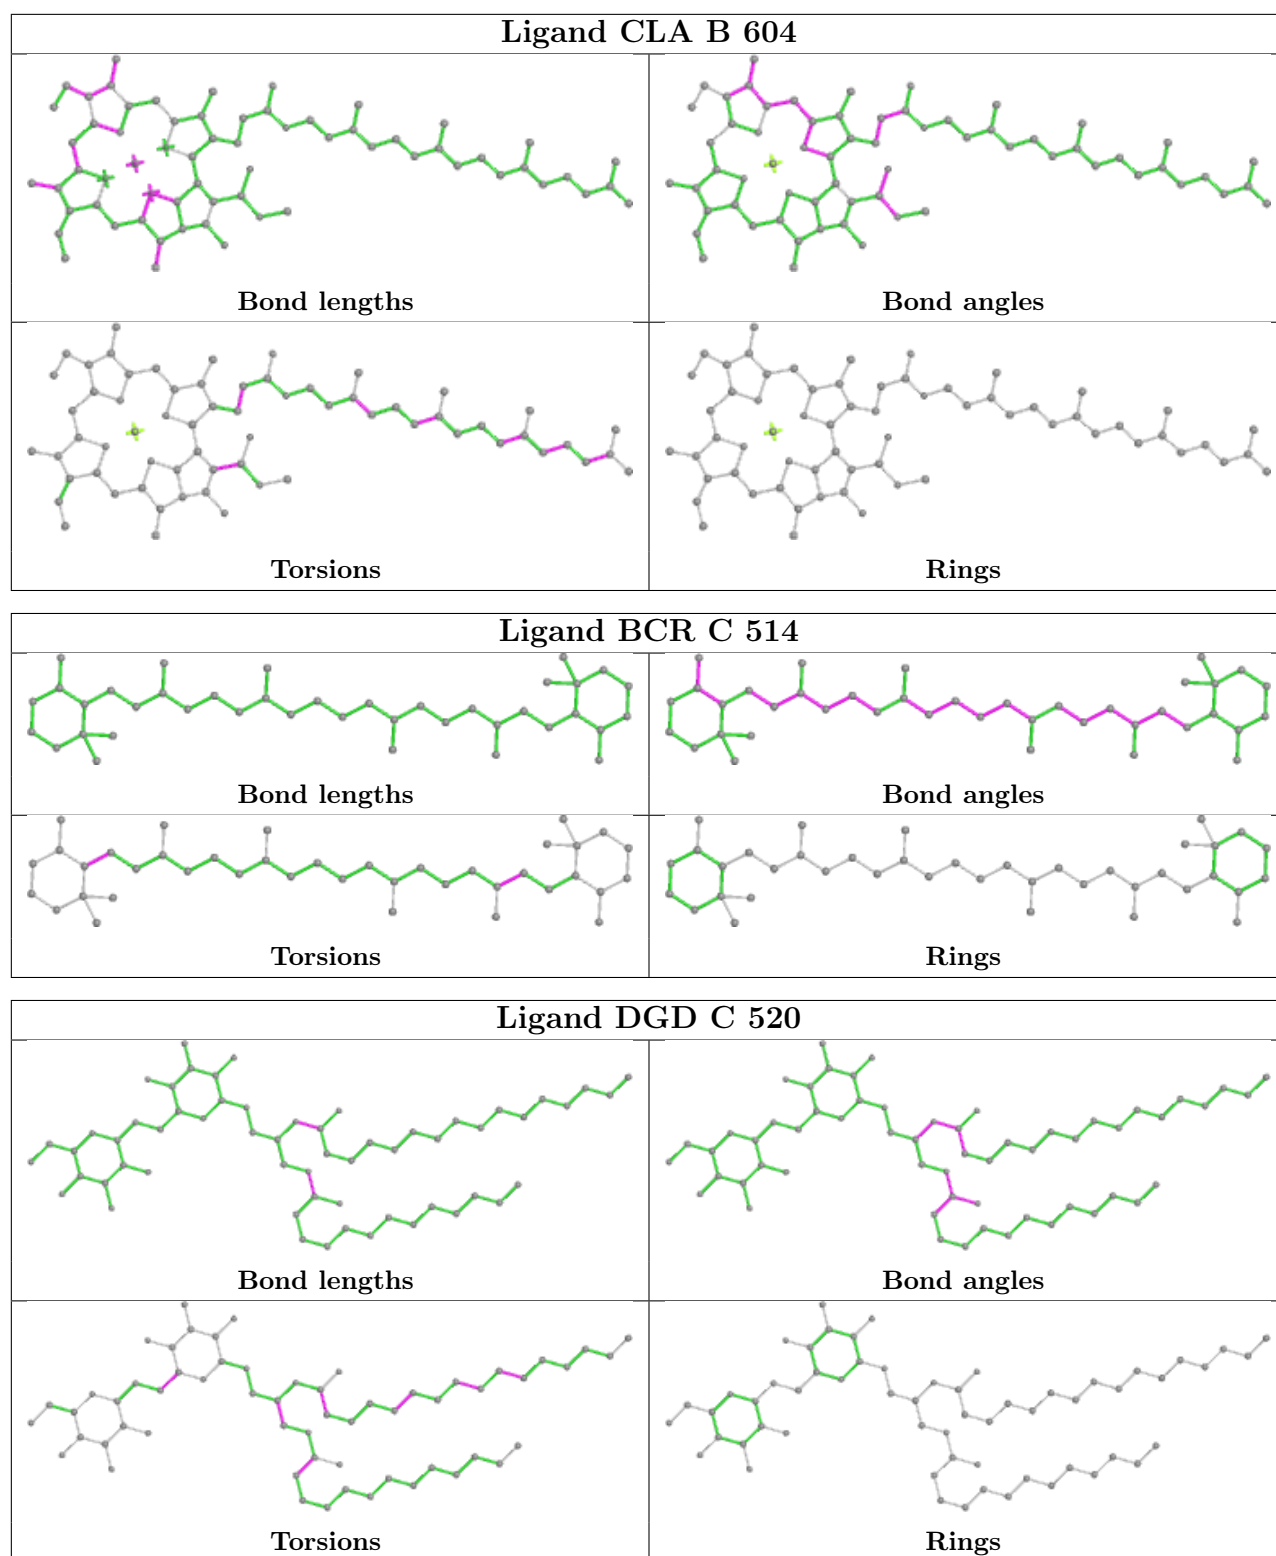 Ligand CLA B 604
Bond lengths
Bond angles
Torsions
Rings
Ligand BCR C 514
Bond lengths
Bond angles
Torsions
Rings
Ligand DGD C 520
Bond lengths
Bond angles
Torsions
Rings